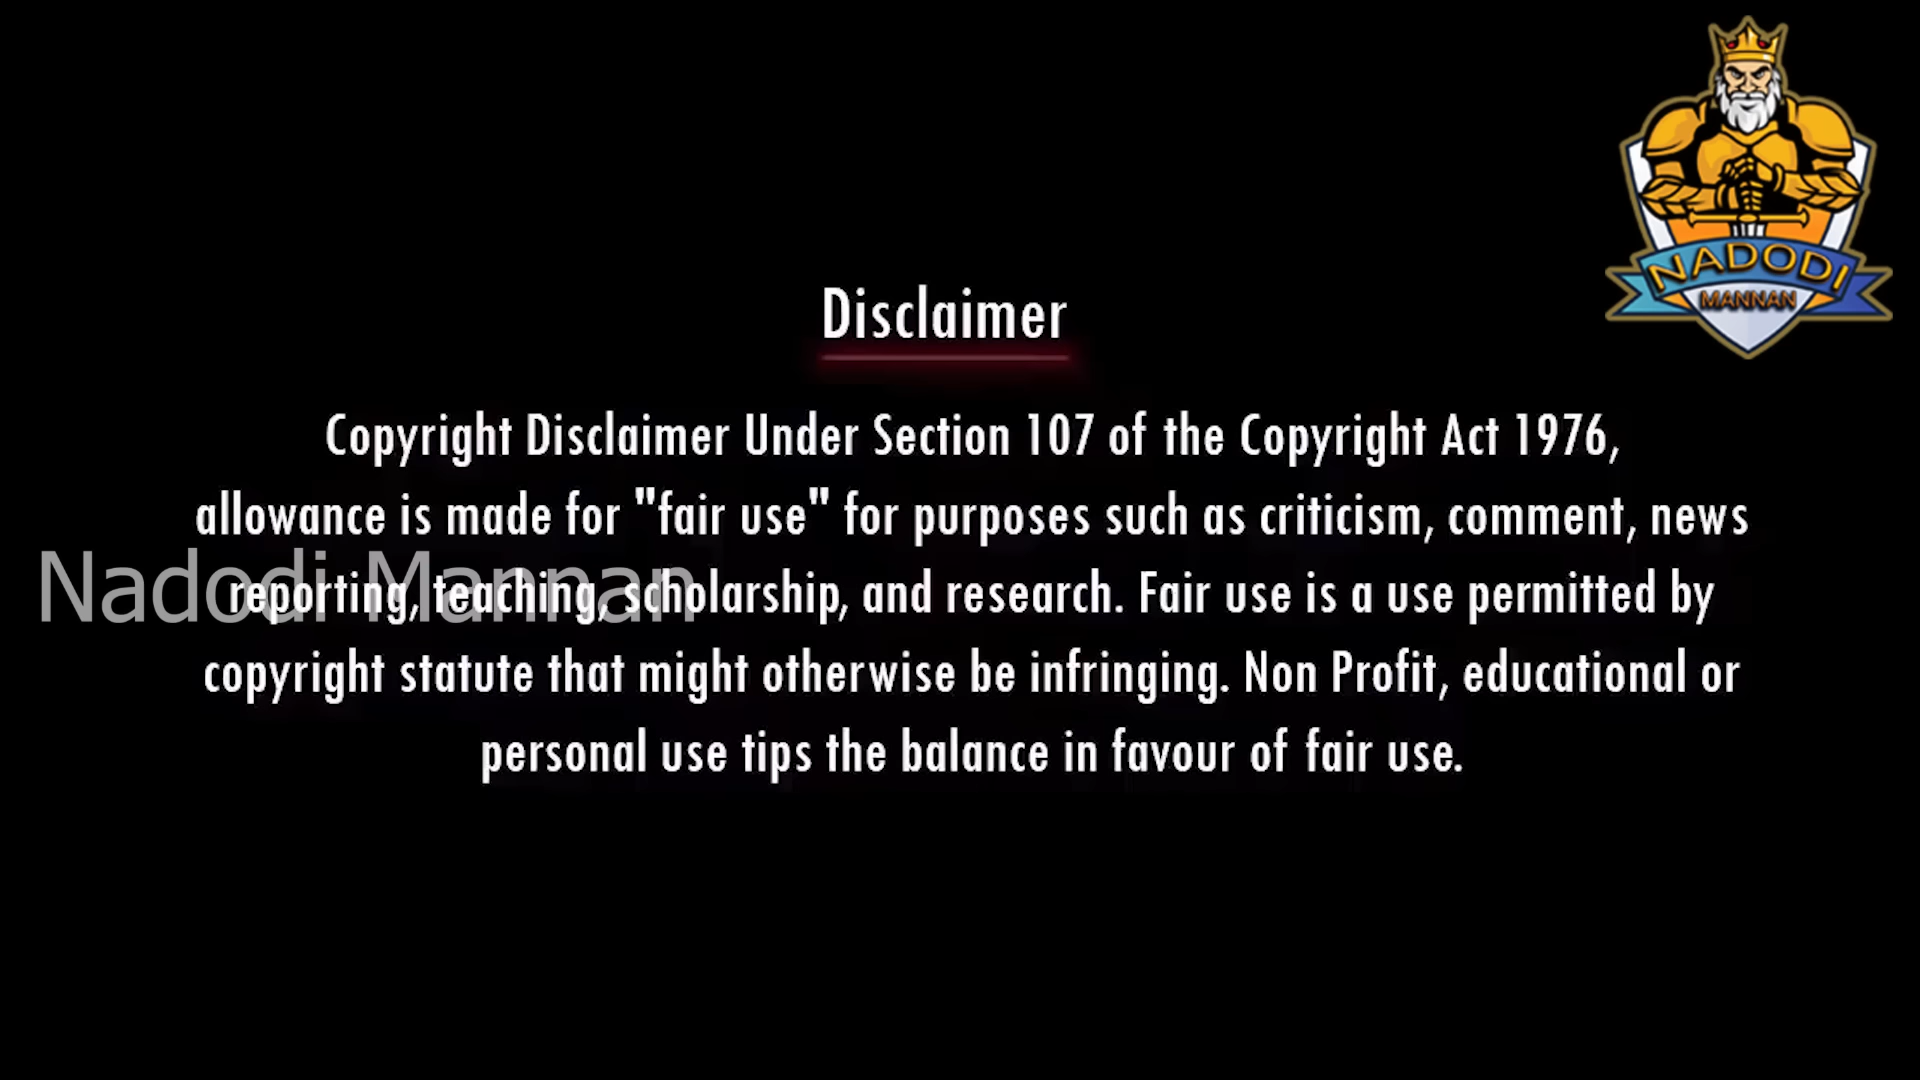 NADODI
MANNAN
Disclaimer
Copyright Disclaimer Under Section 107 of the Copyright Act 1976,
allowance is made for "fair use" for purposes such as criticism, comment, news
reporting, teaching, scholarship, and research. Fair use is a use permitted by
copyright statute that might otherwise be infringing. Non Profit, educational or
personal use tips the balance in favour of fair use.
Nadodi Mannan